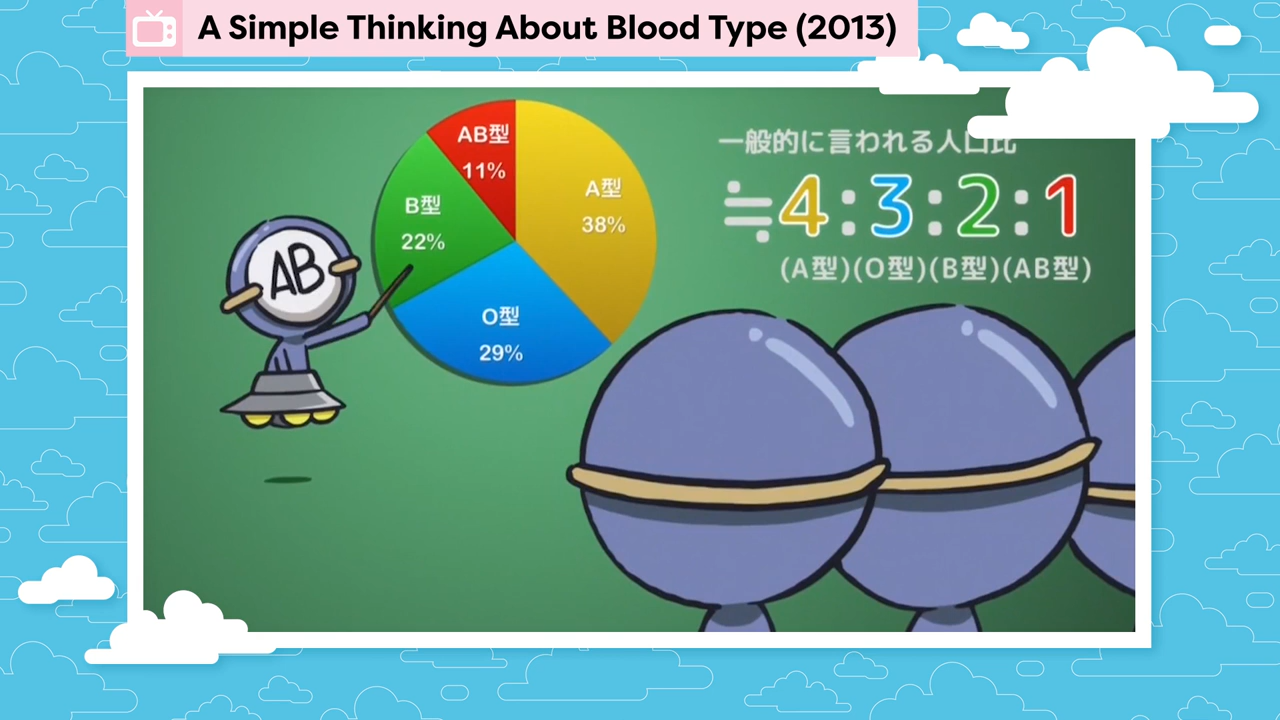 A Simple Thinking About Blood Type (2013)
AB型
11%
A型
38%
B型
22%
O型
29%
AB
一般的に言われる人口比
≒4:3:2:1
(A型)(O型)(B型)(AB型)